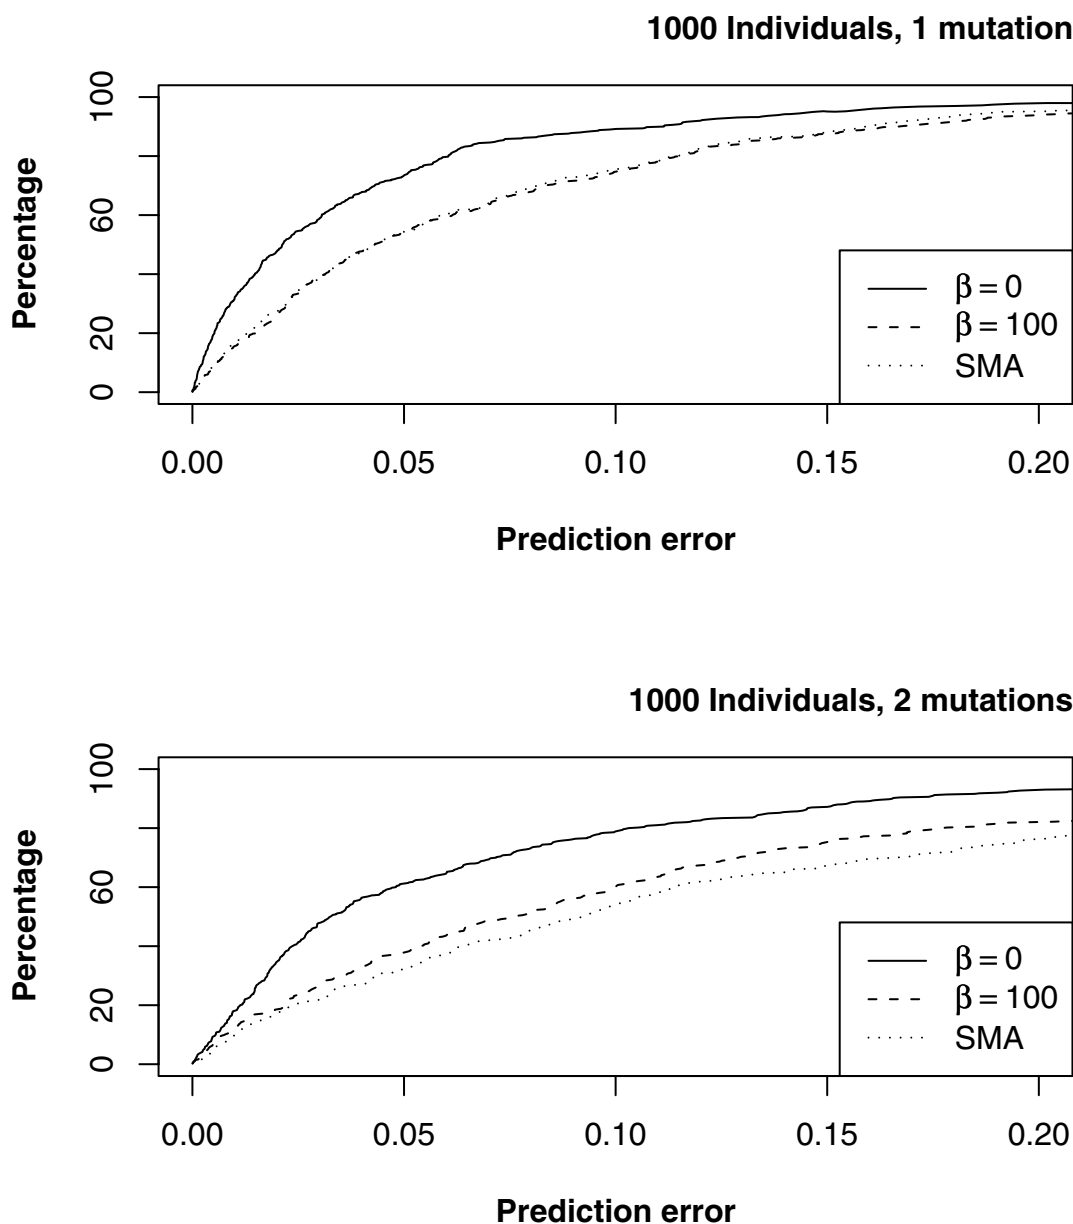 1000 Individuals, 1 mutation
Percentage
100
60
20
0
β = 0
β = 100
SMA
0.00 0.05 0.10 0.15 0.20
Prediction error
1000 Individuals, 2 mutations
Percentage
100
60
20
0
β = 0
β = 100
SMA
0.00 0.05 0.10 0.15 0.20
Prediction error